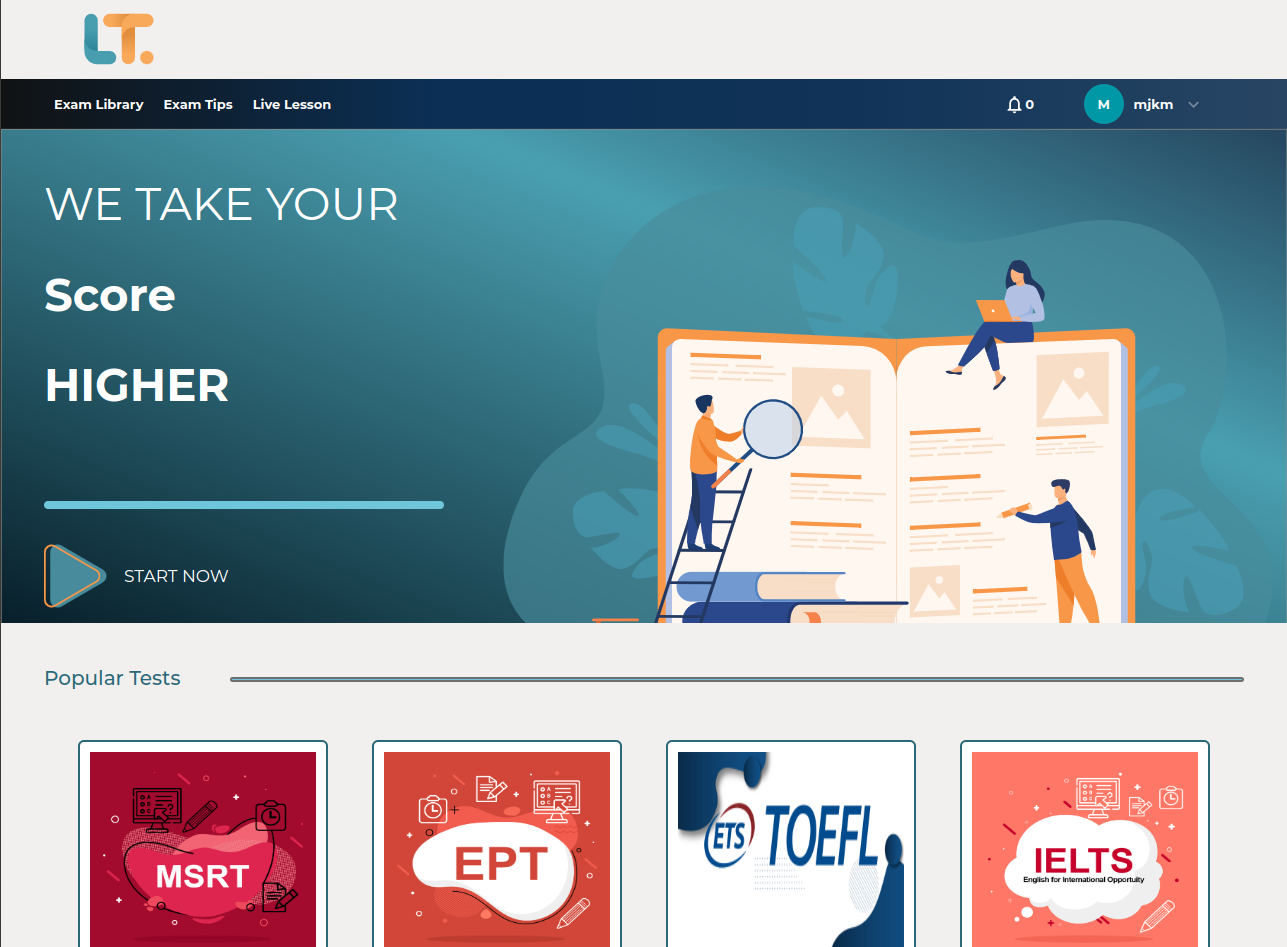 LT.
Exam Library Exam Tips Live Lesson 0 M mjkm
WE TAKE YOUR
Score
HIGHER
START NOW
Popular Tests
MSRT
EPT
ETS TOEFL
IELTS
English for International Opportuity